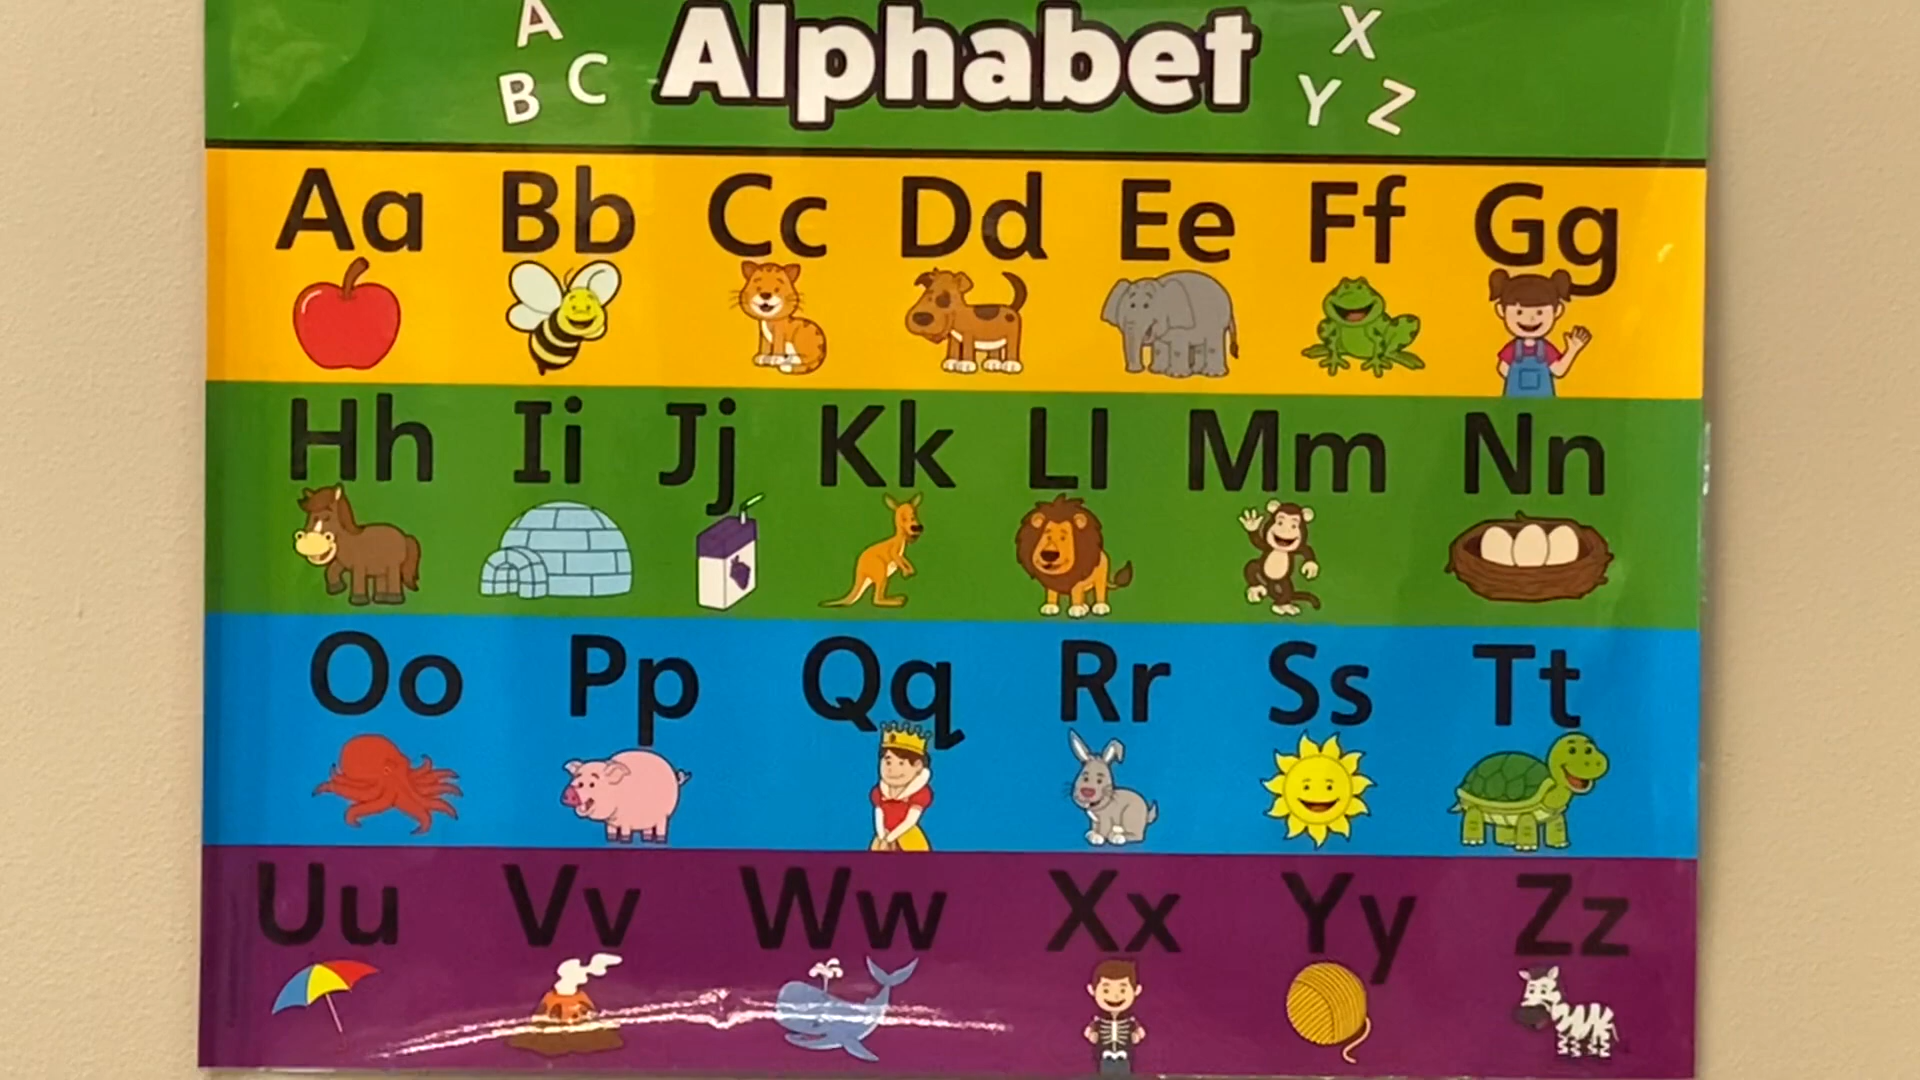 A B C Alphabet X Y Z
Aa Bb Cc Dd Ee Ff Gg
Hh Ii Jj Kk Ll Mm Nn
Oo Pp Qq Rr Ss Tt
Uu Vv Ww Xx Yy Zz